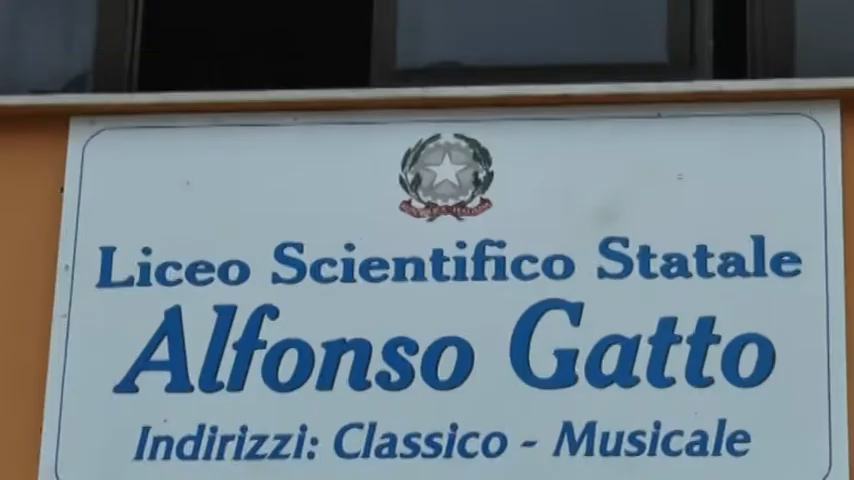 Liceo Scientifico Statale
Alfonso Gatto
Indirizzi: Classico - Musicale